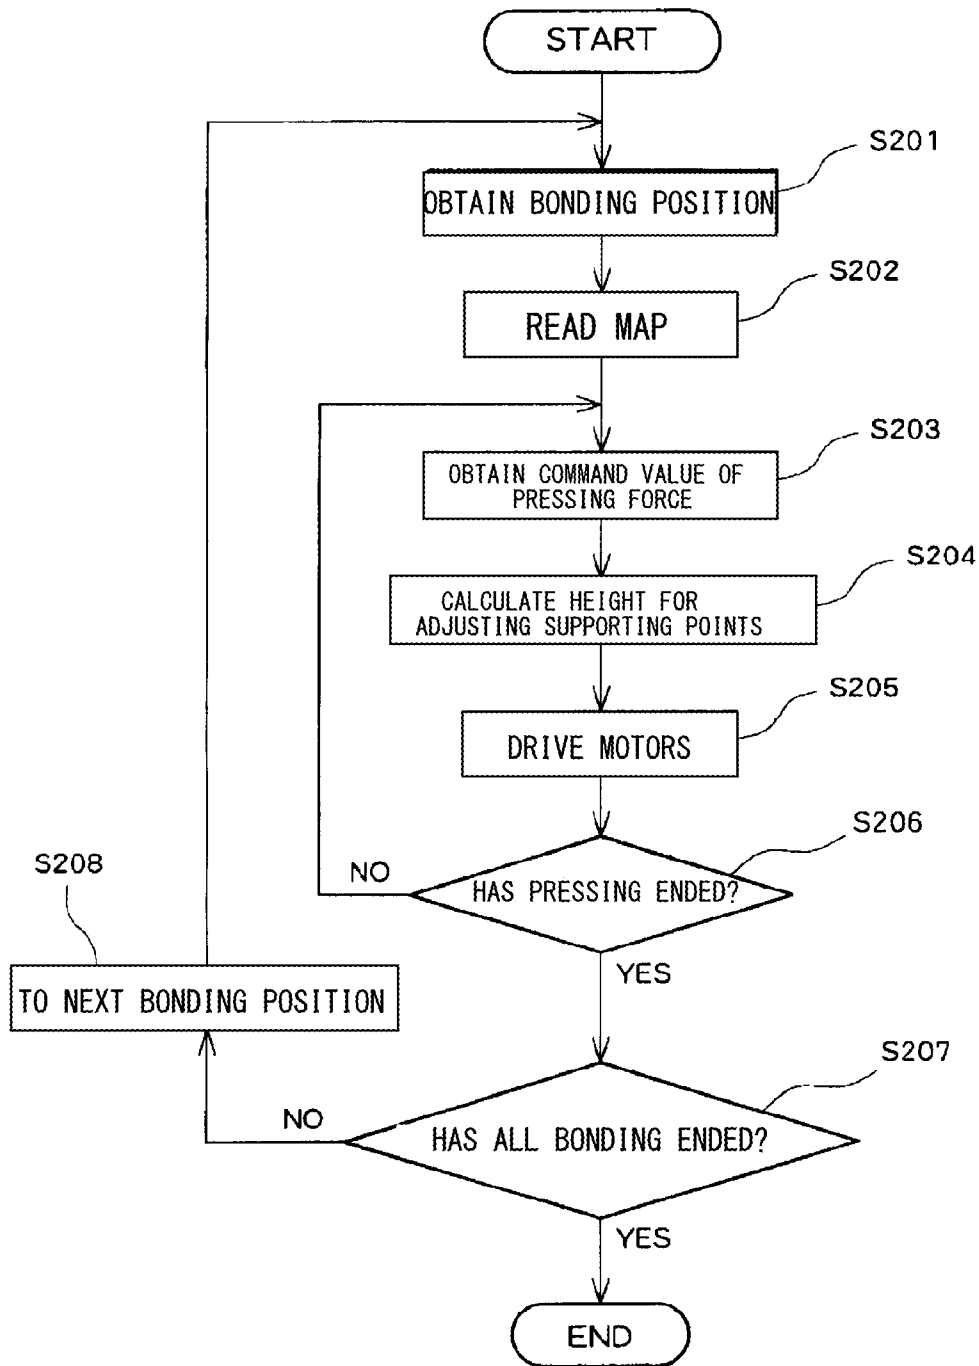 START
S201
OBTAIN BONDING POSITION
S202
READ MAP
S203
OBTAIN COMMAND VALUE OF
PRESSING FORCE
S204
CALCULATE HEIGHT FOR
ADJUSTING SUPPORTING POINTS
S205
DRIVE MOTORS
S206
HAS PRESSING ENDED?
NO
YES
S208
TO NEXT BONDING POSITION
S207
HAS ALL BONDING ENDED?
NO
YES
END